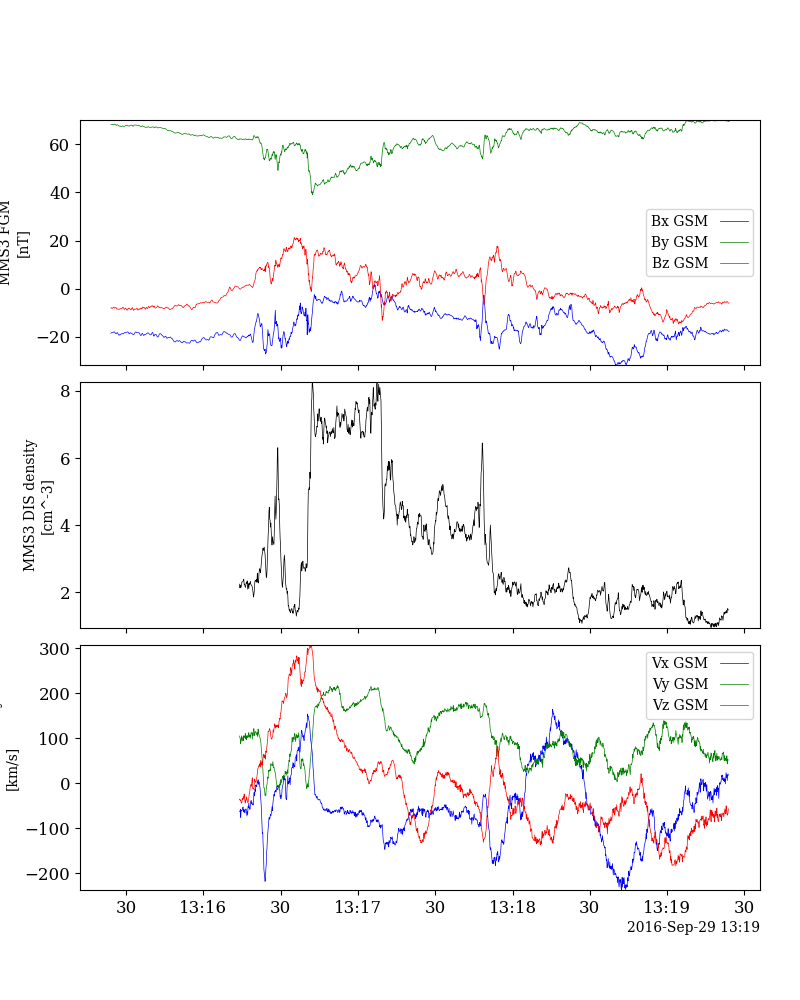 60
40
20
0
−20
MMS3 FGM
[nT]
Bx GSM
By GSM
Bz GSM
8
6
4
2
MMS3 DIS density
[cm^-3]
300
200
100
0
−100
−200
[km/s]
Vx GSM
Vy GSM
Vz GSM
30 13:16 30 13:17 30 13:18 30 13:19 30
2016-Sep-29 13:19